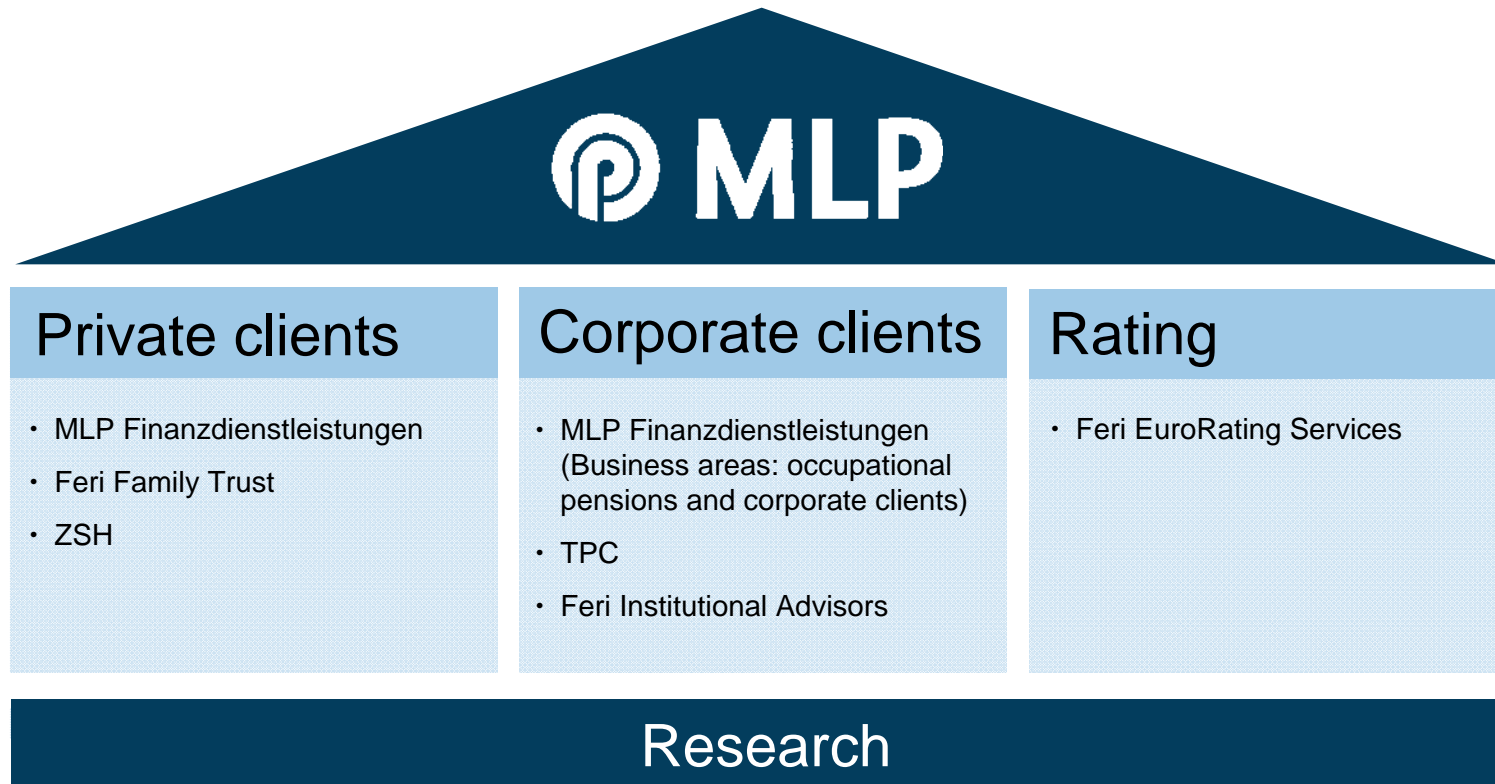 MLP
Private clients
· MLP Finanzdienstleistungen
· Feri Family Trust
· ZSH
Corporate clients
· MLP Finanzdienstleistungen
(Business areas: occupational
pensions and corporate clients)
· TPC
· Feri Institutional Advisors
Rating
· Feri EuroRating Services
Research